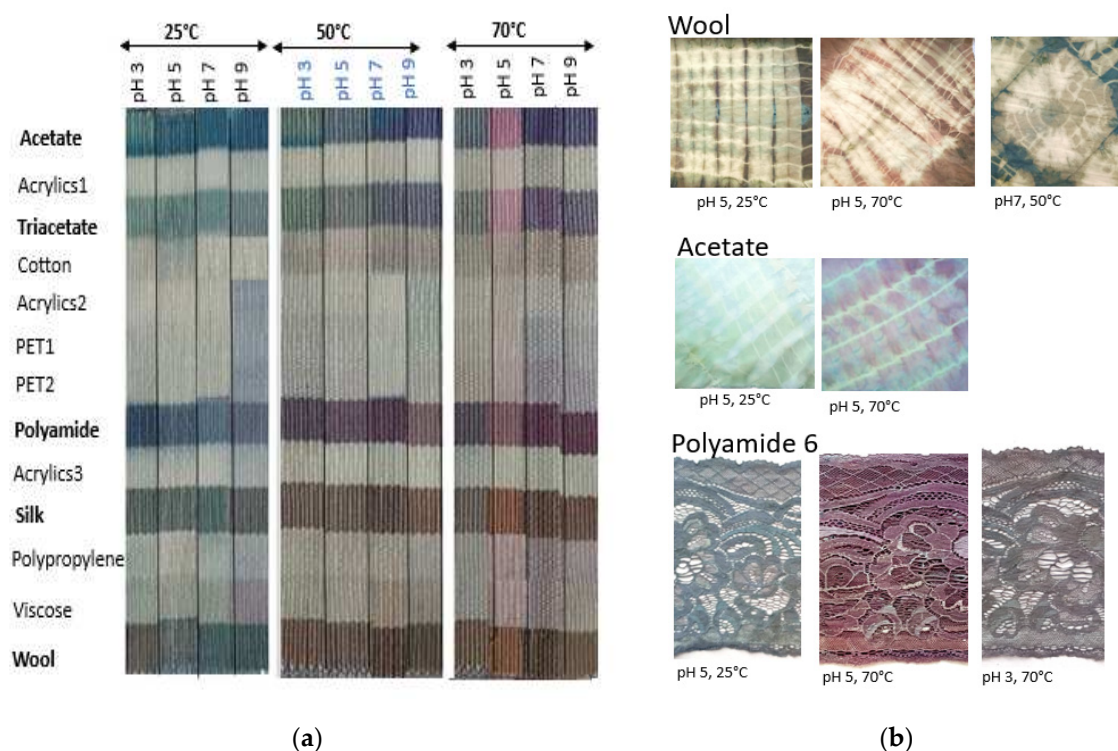 25°C 50°C 70°C
pH 3 pH 5 pH 7 pH 9 pH 3 pH 5 pH 7 pH 9 pH 3 pH 5 pH 7 pH 9
Acetate
Acrylics1
Triacetate
Cotton
Acrylics2
PET1
PET2
Polyamide
Acrylics3
Silk
Polypropylene
Viscose
Wool
(a)
Wool
pH 5, 25°C pH 5, 70°C pH7, 50°C
Acetate
pH 5, 25°C pH 5, 70°C
Polyamide 6
pH 5, 25°C pH 5, 70°C pH 3, 70°C
(b)